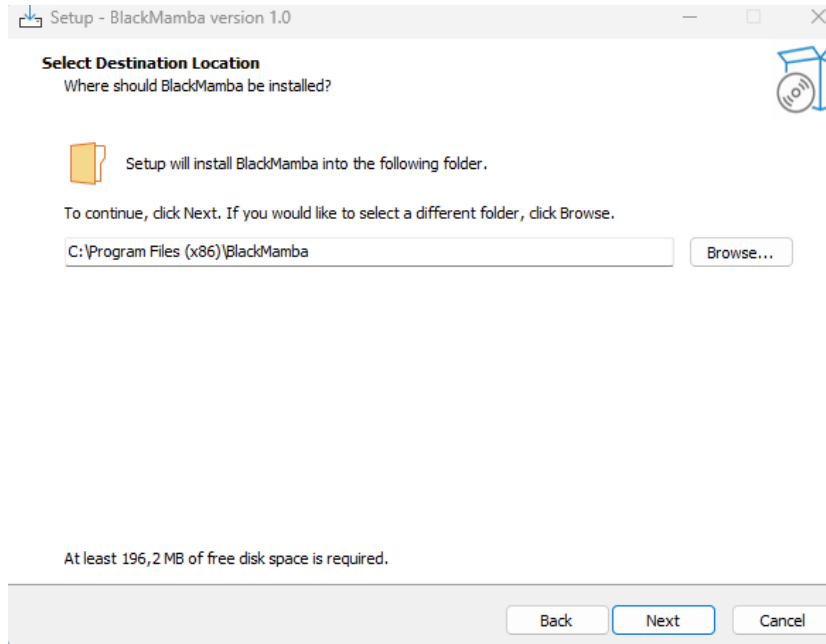 Setup - BlackMamba version 1.0
Select Destination Location
Where should BlackMamba be installed?
Setup will install BlackMamba into the following folder.
To continue, click Next. If you would like to select a different folder, click Browse.
C:\Program Files (x86)\BlackMamba
Browse...
At least 196,2 MB of free disk space is required.
Back
Next
Cancel